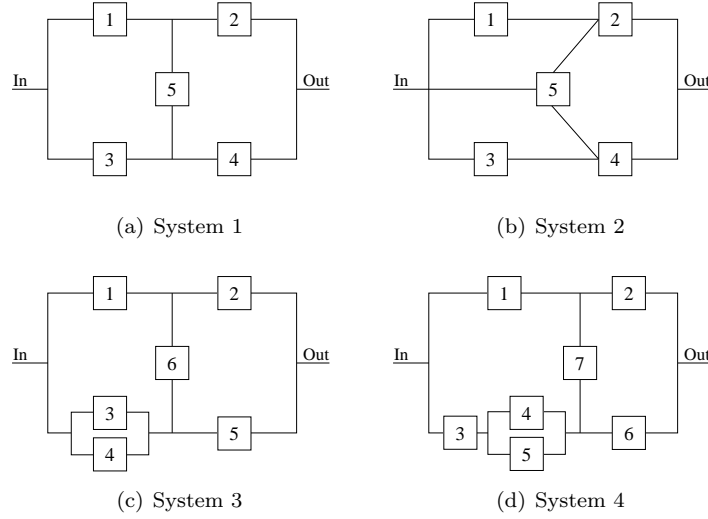 1 2 1 2
In 5 Out In 5 Out
3 4 3 4
(a) System 1 (b) System 2
1 2 1 2
In 6 Out In 7 Out
3 4
4 5 3 5 6
(c) System 3 (d) System 4